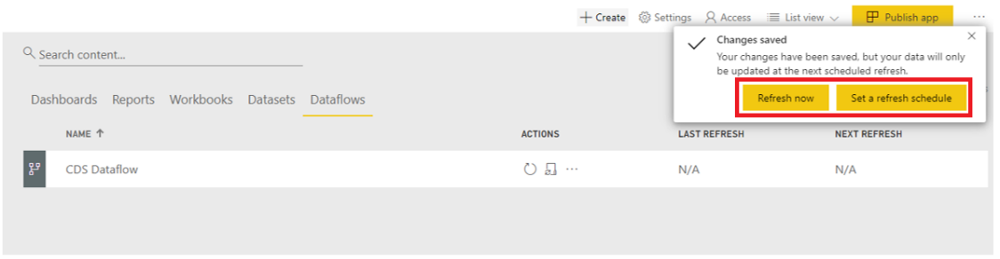 Create Settings Access List view Publish app ...
Changes saved
Your changes have been saved, but your data will only
be updated at the next scheduled refresh.
Refresh now Set a refresh schedule
Search content...
Dashboards Reports Workbooks Datasets Dataflows
NAME ACTIONS LAST REFRESH NEXT REFRESH
CDS Dataflow ... N/A N/A